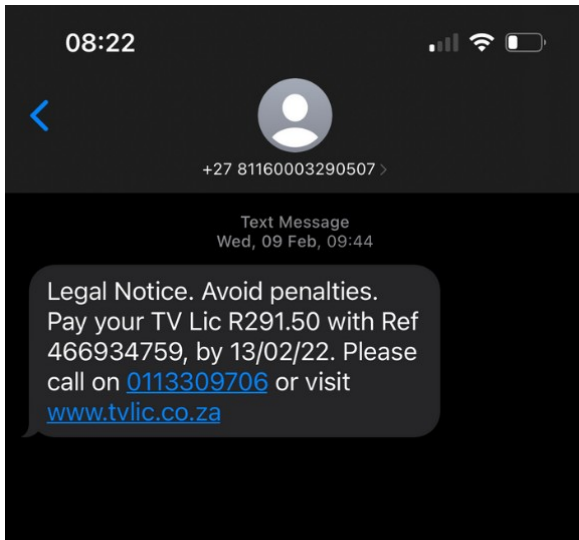 08:22
+27 81160003290507 >
Text Message
Wed, 09 Feb, 09:44
Legal Notice. Avoid penalties.
Pay your TV Lic R291.50 with Ref
466934759, by 13/02/22. Please
call on 0113309706 or visit
www.tvlic.co.za